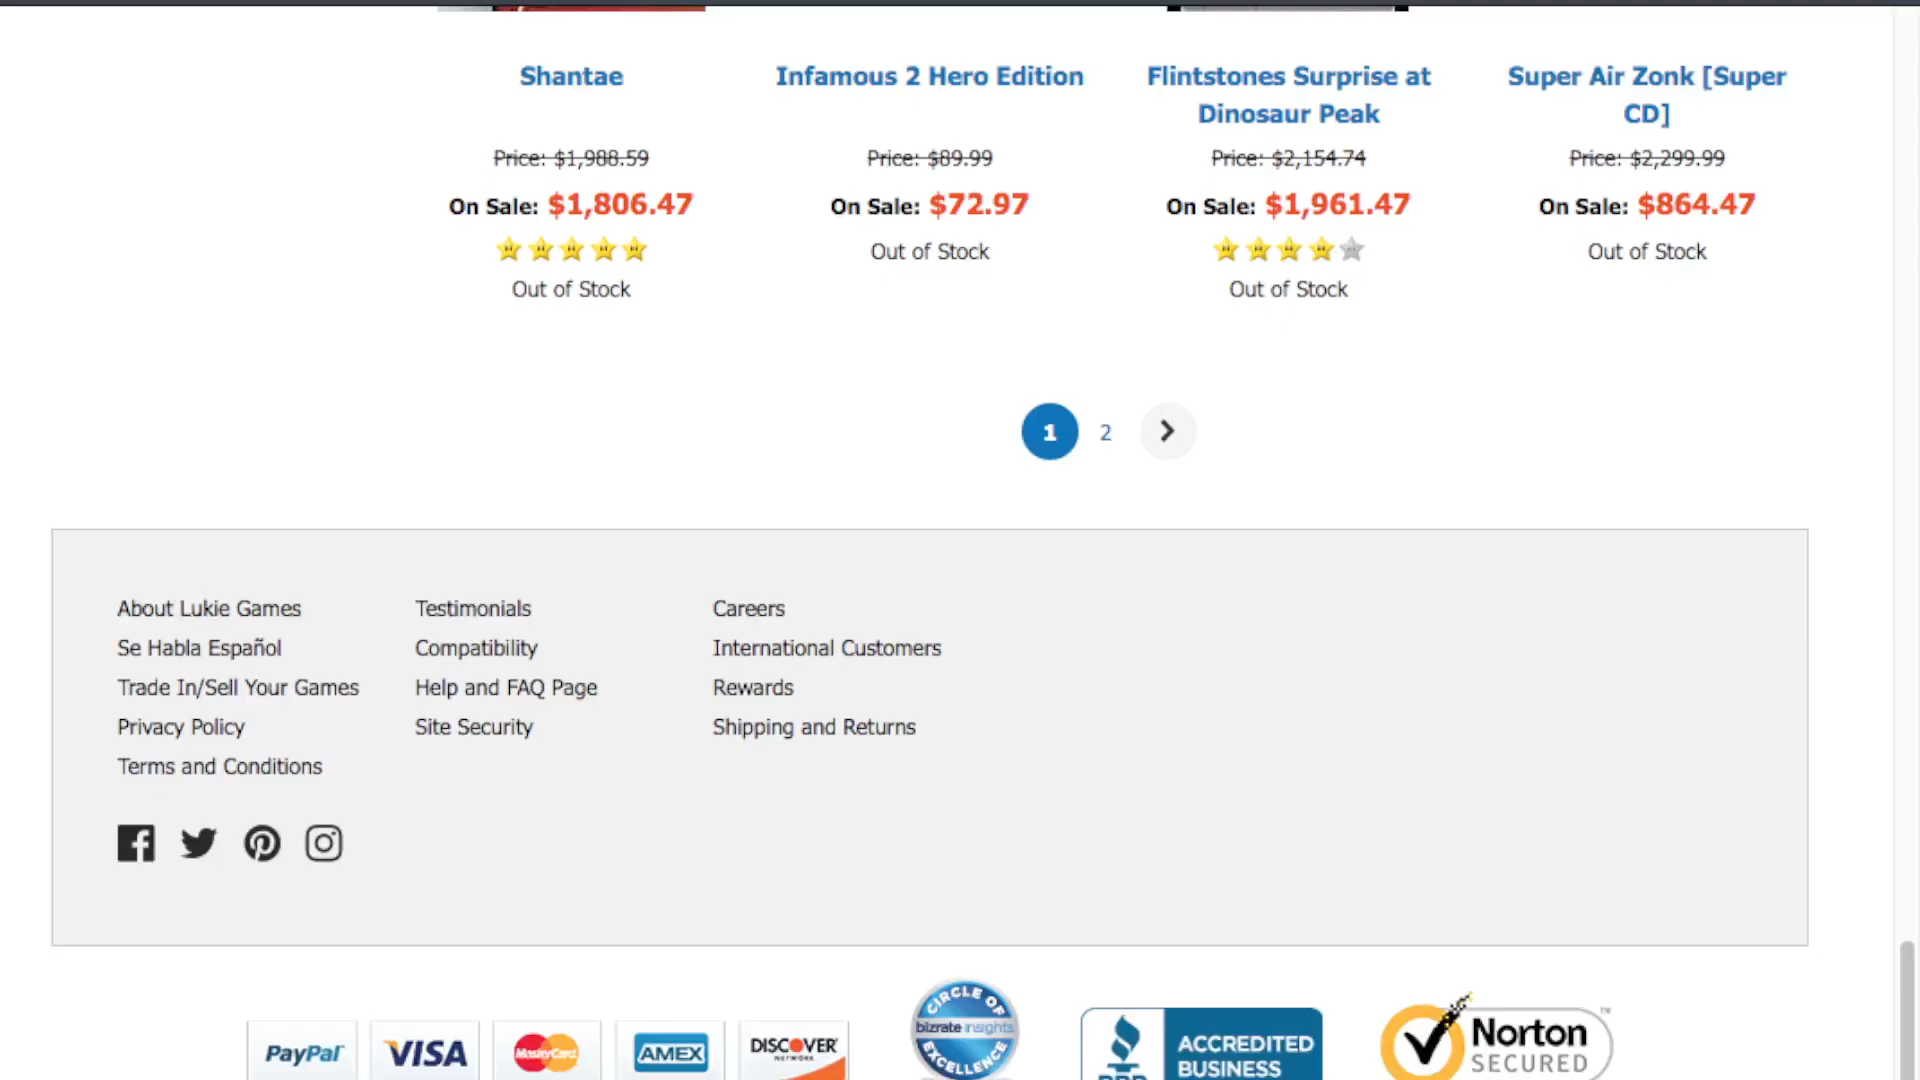 Shantae
Price: $1,988.59
On Sale: $1,806.47
Out of Stock
Infamous 2 Hero Edition
Price: $89.99
On Sale: $72.97
Out of Stock
Flintstones Surprise at
Dinosaur Peak
Price: $2,154.74
On Sale: $1,961.47
Out of Stock
Super Air Zonk [Super
CD]
Price: $2,299.99
On Sale: $864.47
Out of Stock
1 2
About Lukie Games
Se Habla Español
Trade In/Sell Your Games
Privacy Policy
Terms and Conditions
Testimonials
Compatibility
Help and FAQ Page
Site Security
Careers
International Customers
Rewards
Shipping and Returns
PayPal
VISA
MasterCard
AMEX
DISCOVER
NETWORK
CIRCLE OF
bizrate insights
EXCELLENCE
BBB
ACCREDITED
BUSINESS
Norton
SECURED
™